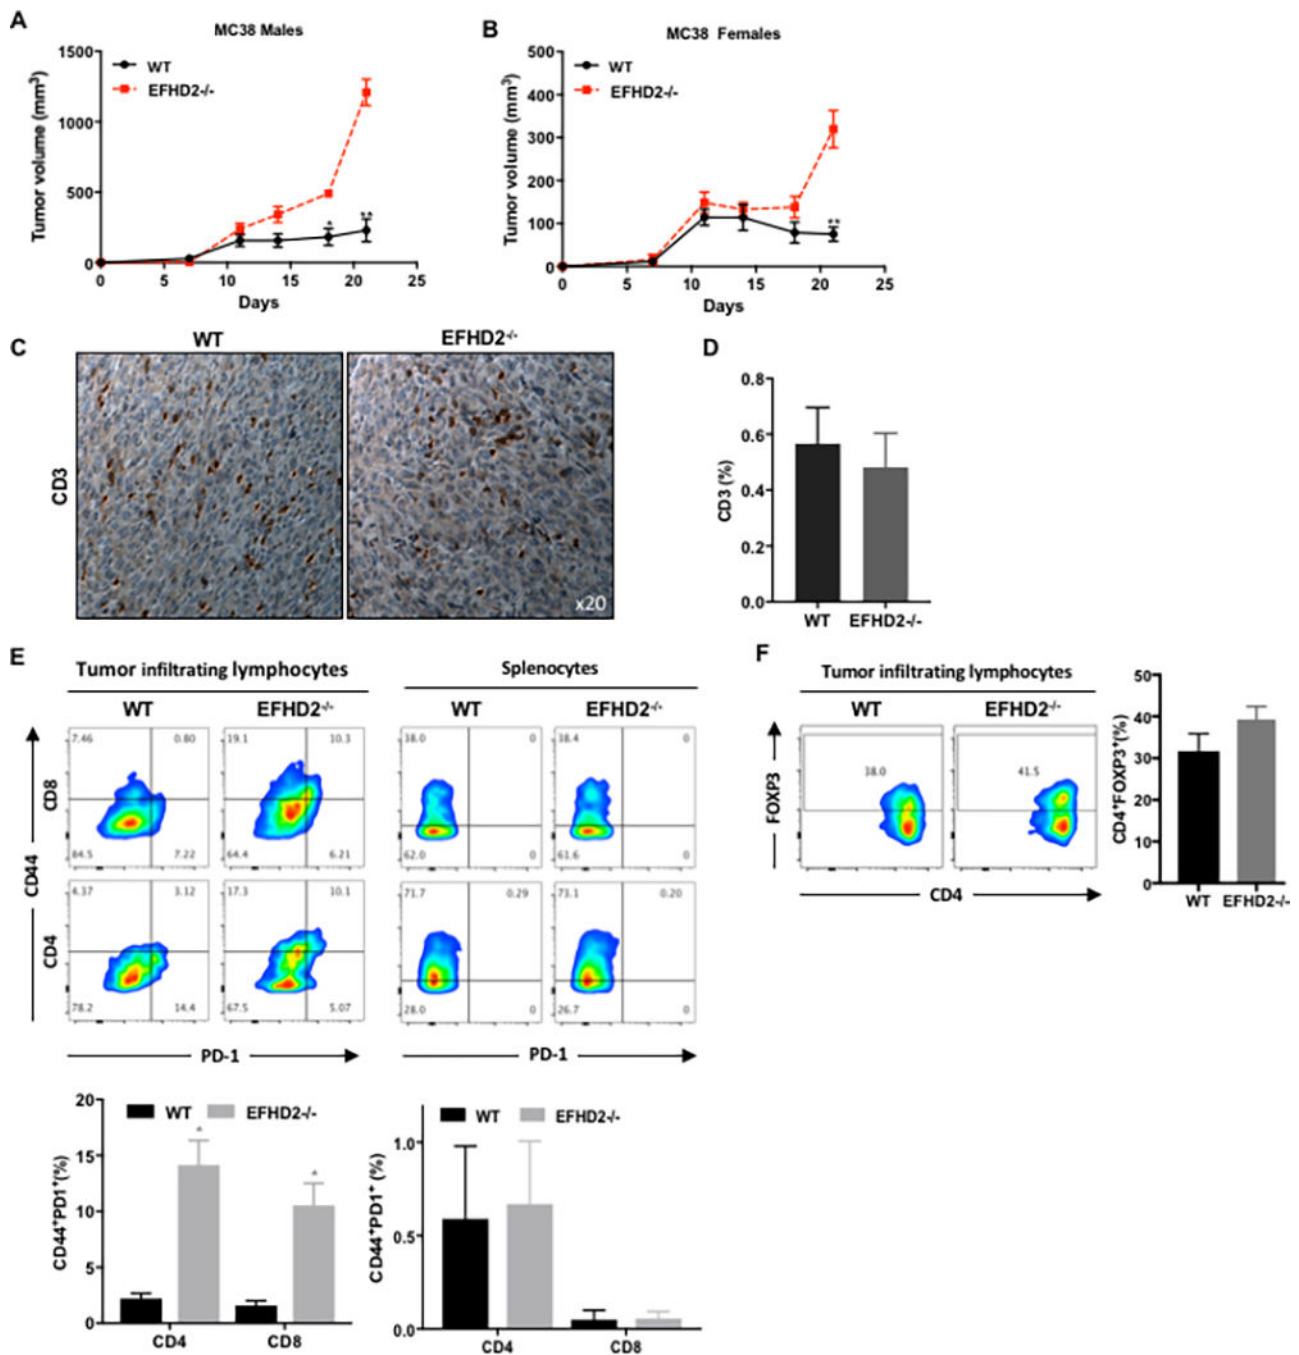 A
MC38 Males
1500
1000
500
0
Tumor volume (mm³)
WT
EFHD2-/-
*
**
0 5 10 15 20 25
Days
B
MC38 Females
500
400
300
200
100
0
Tumor volume (mm³)
WT
EFHD2-/-
**
0 5 10 15 20 25
Days
C
WT EFHD2-/-
CD3
x20
D
0.8
0.6
0.4
0.2
0.0
CD3 (%)
WT EFHD2-/-
E
Tumor infiltrating lymphocytes
WT EFHD2-/-
7.46 0.80 19.1 10.3
84.5 7.22 64.4 6.21
4.37 3.12 17.3 10.1
78.2 14.4 67.5 5.07
CD8
CD44
CD4
PD-1
Splenocytes
WT EFHD2-/-
38.0 0 38.4 0
62.0 0 61.6 0
71.7 0.29 73.1 0.20
28.0 0 26.7 0
PD-1
F
Tumor infiltrating lymphocytes
WT EFHD2-/-
38.0 41.5
FOXP3
CD4
50
40
30
20
10
0
CD4+FOXP3+(%)
WT EFHD2-/-
20
15
10
5
0
CD44+PD1+(%)
WT EFHD2-/-
*
*
CD4 CD8
1.0
0.5
0.0
CD44+PD1+ (%)
WT EFHD2-/-
CD4 CD8